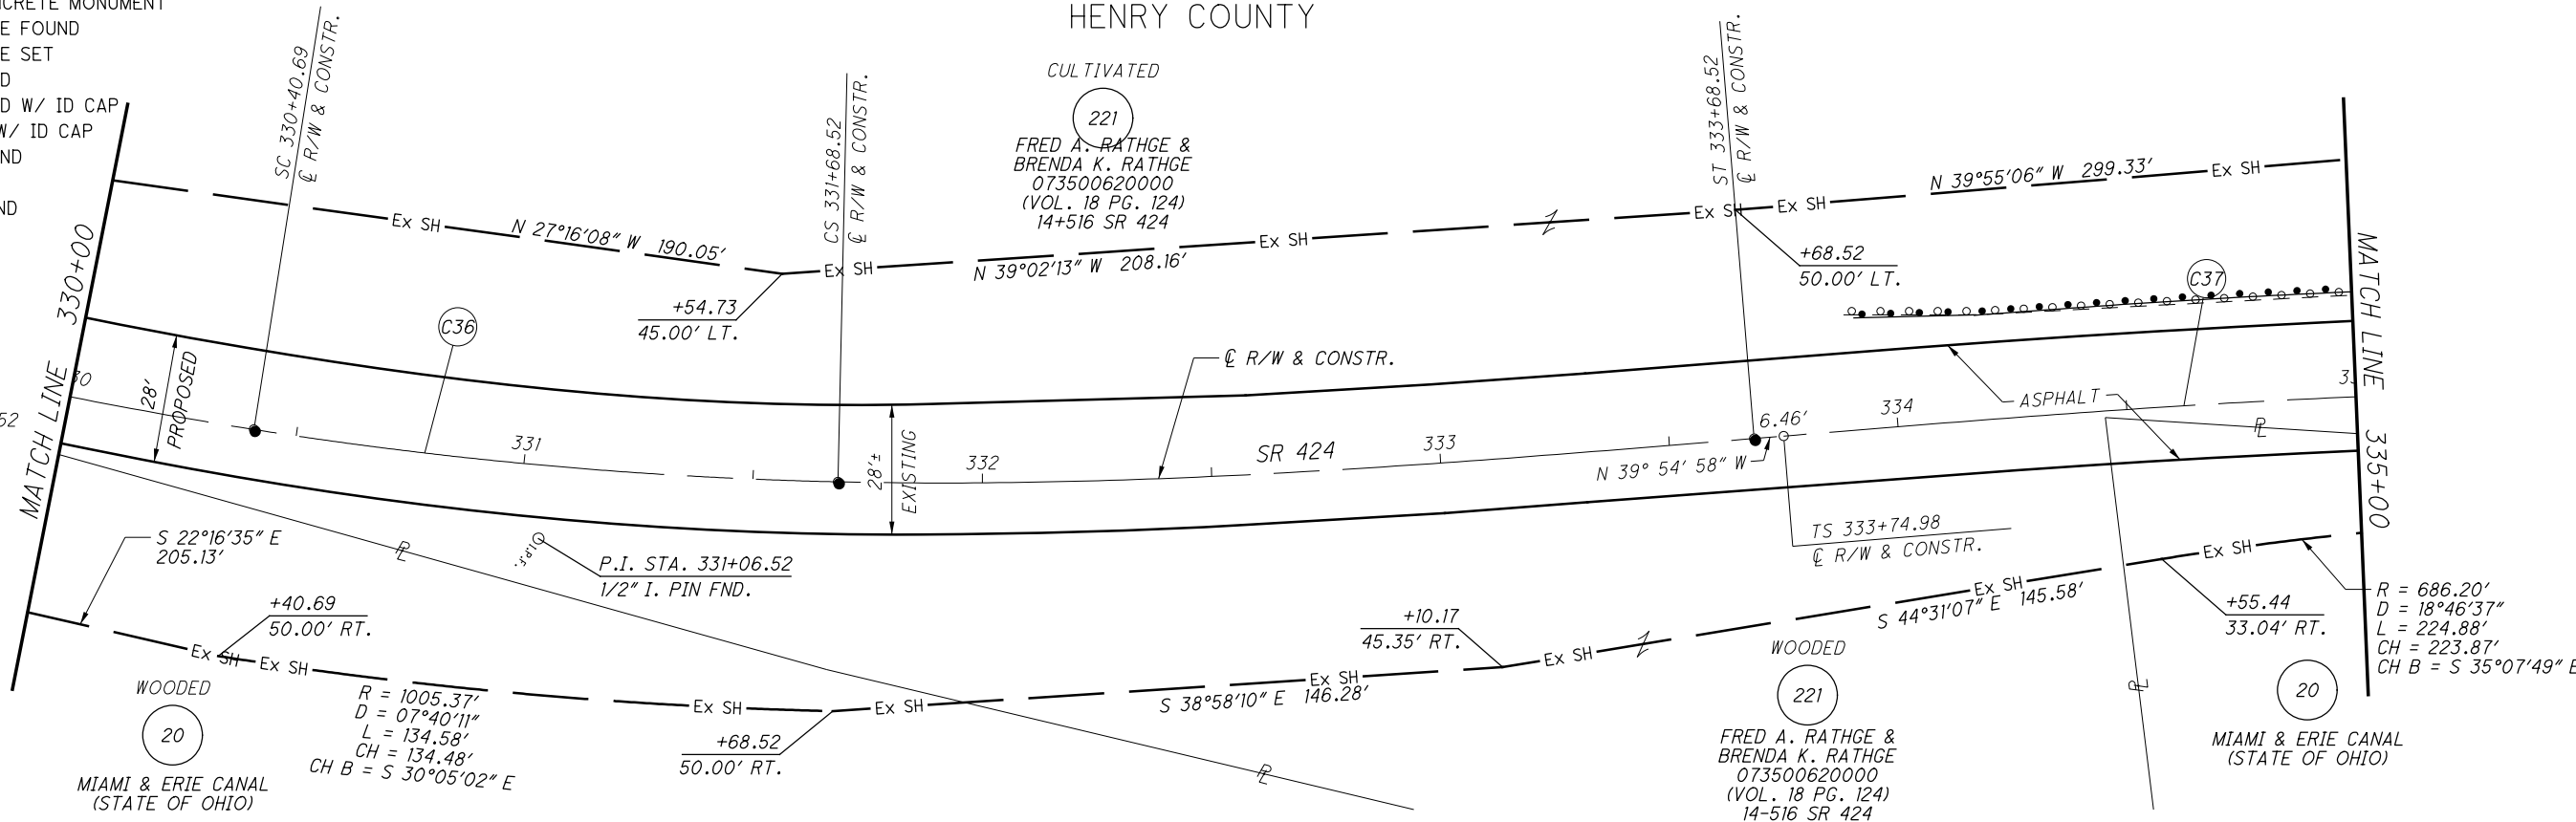 CRETE MONUMENT
E FOUND
E SET
D
D W/ ID CAP
W/ ID CAP
ND
ND
HENRY COUNTY
SC 330+40.69
℄ R/W & CONSTR.
CS 331+68.52
℄ R/W & CONSTR.
CULTIVATED
221
FRED A. RATHGE &
BRENDA K. RATHGE
073500620000
(VOL. 18 PG. 124)
14+516 SR 424
ST 333+68.52
℄ R/W & CONSTR.
Ex SH
N 27°16'08" W 190.05'
Ex SH
N 39°02'13" W 208.16'
Ex SH
Ex SH
Ex SH
N 39°55'06" W 299.33'
Ex SH
+54.73
45.00' LT.
+68.52
50.00' LT.
MATCH LINE 330+00
MATCH LINE 335+00
C36
C37
28'
PROPOSED
28'±
EXISTING
℄ R/W & CONSTR.
ASPHALT
30
52
331
332
SR 424
333
334
33
6.46'
N 39° 54' 58" W
TS 333+74.98
℄ R/W & CONSTR.
℄ R/W & CONSTR.
S 22°16'35" E
205.13'
PL
I.P.F.
P.I. STA. 331+06.52
1/2" I. PIN FND.
PL
PL
PL
+40.69
50.00' RT.
Ex SH
Ex SH
Ex SH
Ex SH
+68.52
50.00' RT.
Ex SH
S 38°58'10" E 146.28'
+10.17
45.35' RT.
Ex SH
Ex SH
S 44°31'07" E 145.58'
Ex SH
+55.44
33.04' RT.
R = 686.20'
D = 18°46'37"
L = 224.88'
CH = 223.87'
CH B = S 35°07'49" E
WOODED
20
MIAMI & ERIE CANAL
(STATE OF OHIO)
R = 1005.37'
D = 07°40'11"
L = 134.58'
CH = 134.48'
CH B = S 30°05'02" E
WOODED
221
FRED A. RATHGE &
BRENDA K. RATHGE
073500620000
(VOL. 18 PG. 124)
14-516 SR 424
20
MIAMI & ERIE CANAL
(STATE OF OHIO)